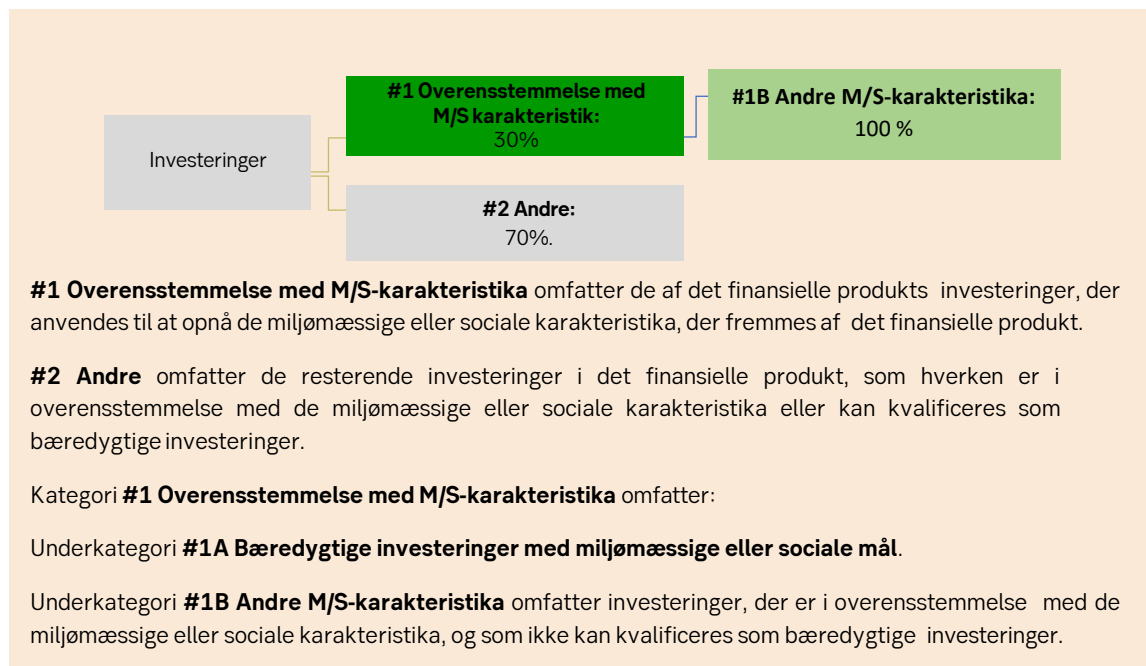 #1 Overensstemmelse med
M/S karakteristik:
30%
#1B Andre M/S-karakteristika:
100 %
Investeringer
#2 Andre:
70%.
#1 Overensstemmelse med M/S-karakteristika omfatter de af det finansielle produkts investeringer, der
anvendes til at opnå de miljømæssige eller sociale karakteristika, der fremmes af det finansielle produkt.
#2 Andre omfatter de resterende investeringer i det finansielle produkt, som hverken er i
overensstemmelse med de miljømæssige eller sociale karakteristika eller kan kvalificeres som
bæredygtige investeringer.
Kategori #1 Overensstemmelse med M/S-karakteristika omfatter:
Underkategori #1A Bæredygtige investeringer med miljømæssige eller sociale mål.
Underkategori #1B Andre M/S-karakteristika omfatter investeringer, der er i overensstemmelse med de
miljømæssige eller sociale karakteristika, og som ikke kan kvalificeres som bæredygtige investeringer.